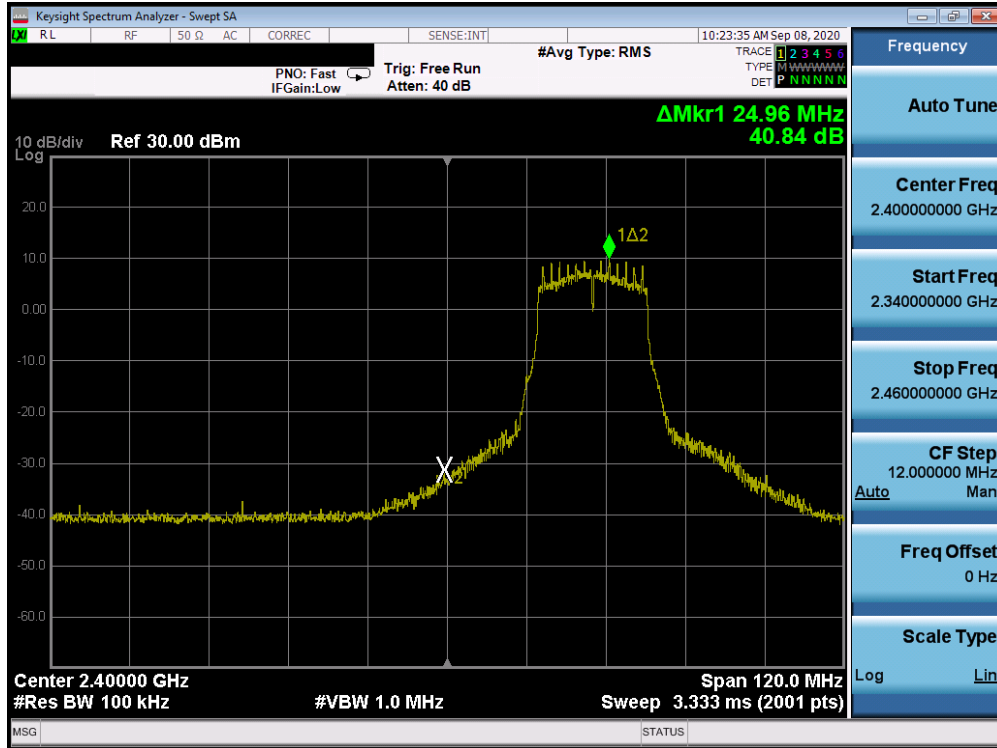 Keysight Spectrum Analyzer - Swept SA
LXI RL RF 50 Ω AC CORREC SENSE:INT 10:23:35 AM Sep 08, 2020
#Avg Type: RMS
TRACE 1 2 3 4 5 6
PNO: Fast Trig: Free Run
TYPE M WWWWW
IFGain:Low Atten: 40 dB
DET P N N N N N
ΔMkr1 24.96 MHz
40.84 dB
10 dB/div Ref 30.00 dBm
Log
20.0
1Δ2
10.0
0.00
-10.0
-20.0
-30.0
X2
-40.0
-50.0
-60.0
Center 2.40000 GHz Span 120.0 MHz
#Res BW 100 kHz #VBW 1.0 MHz Sweep 3.333 ms (2001 pts)
MSG STATUS
Frequency
Auto Tune
Center Freq
2.400000000 GHz
Start Freq
2.340000000 GHz
Stop Freq
2.460000000 GHz
CF Step
12.000000 MHz
Auto Man
Freq Offset
0 Hz
Scale Type
Log Lin